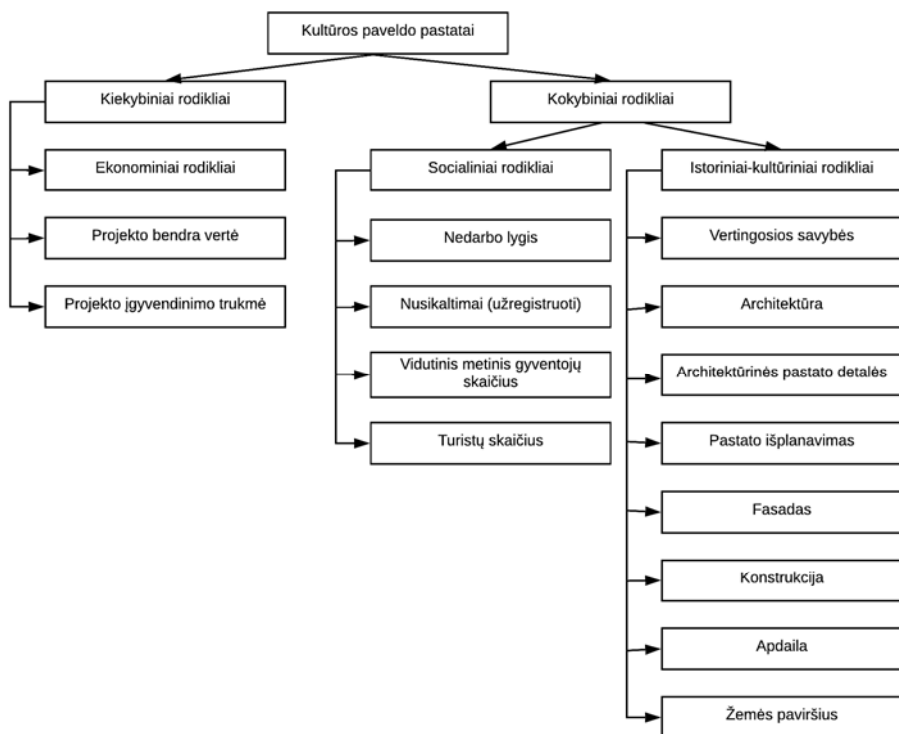 Kultūros paveldo pastatai
Kiekybiniai rodikliai
Kokybiniai rodikliai
Ekonominiai rodikliai
Projekto bendra vertė
Projekto įgyvendinimo trukmė
Socialiniai rodikliai
Nedarbo lygis
Nusikaltimai (užregistruoti)
Vidutinis metinis gyventojų
skaičius
Turistų skaičius
Istoriniai-kultūriniai rodikliai
Vertingosios savybės
Architektūra
Architektūrinės pastato detalės
Pastato išplanavimas
Fasadas
Konstrukcija
Apdaila
Žemės paviršius